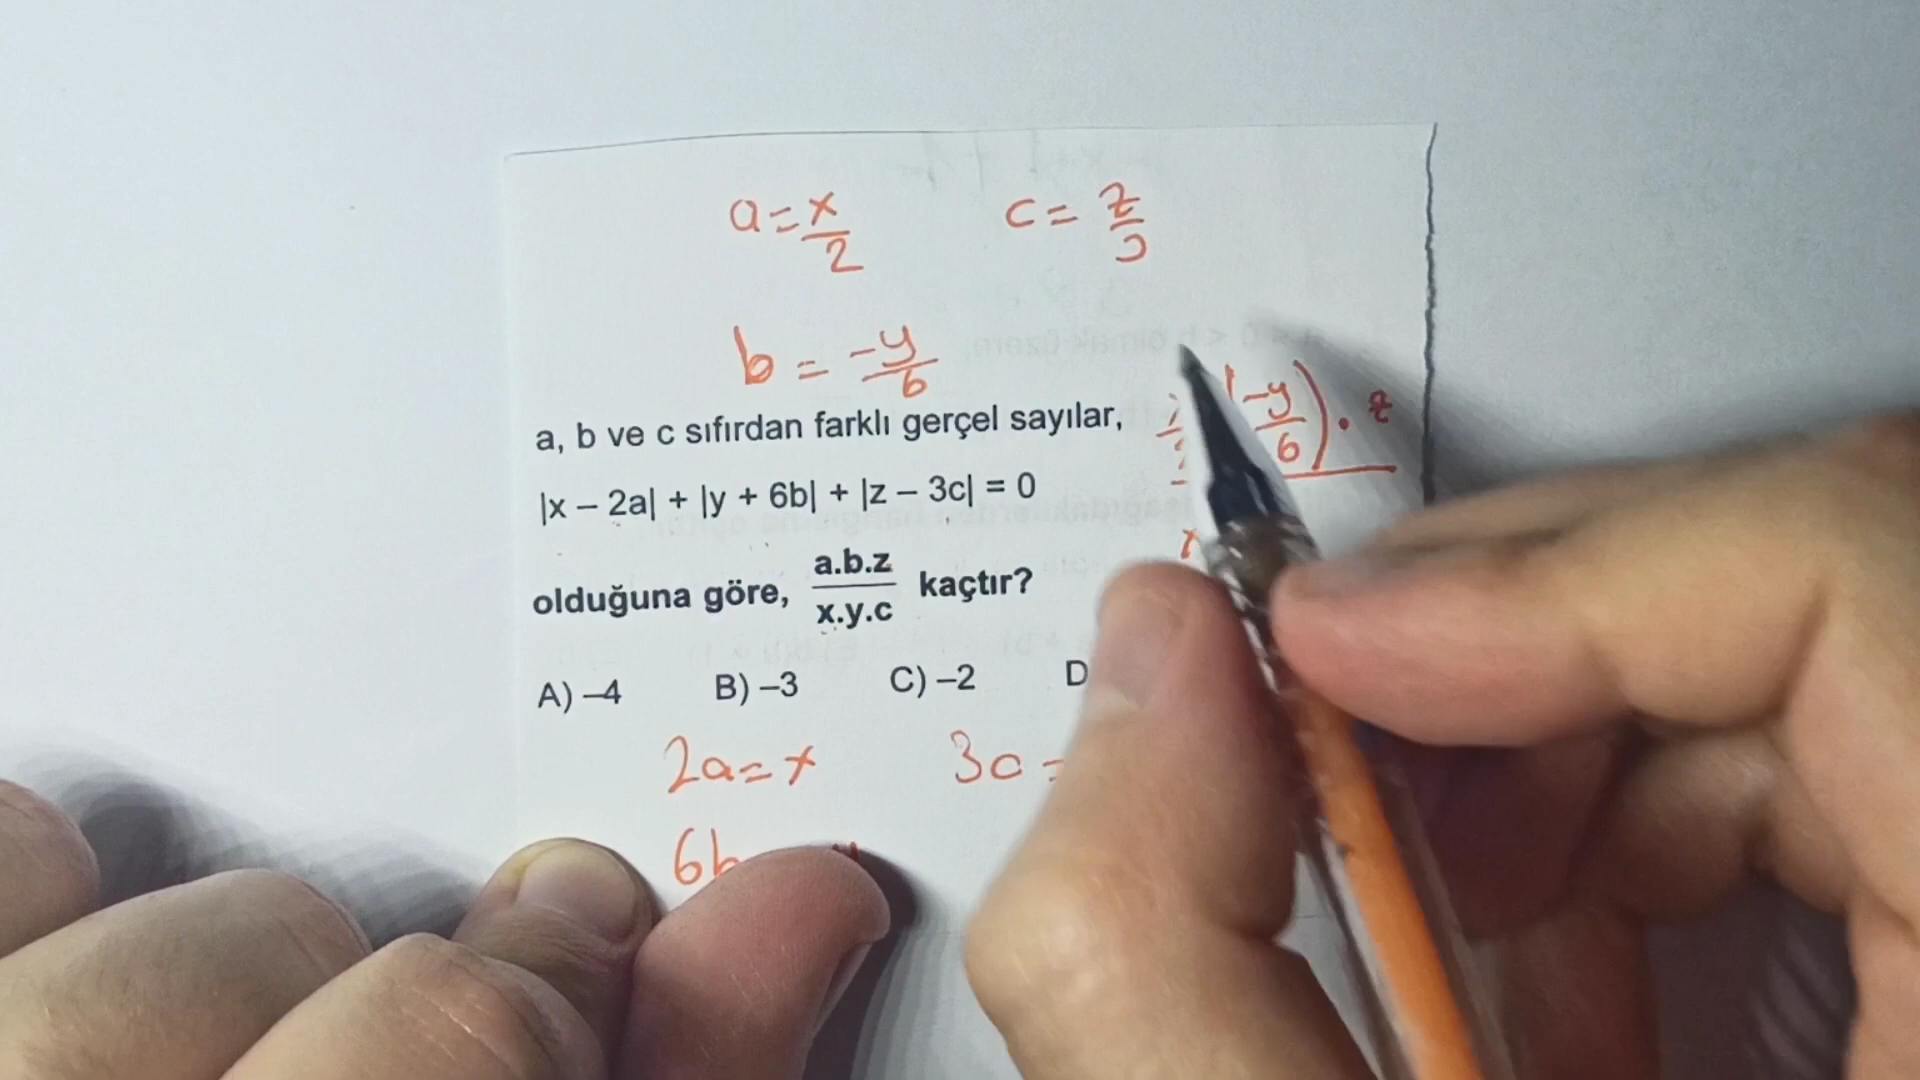 a = x/2 c = z/3
b = -y/6
a, b ve c sıfırdan farklı gerçel sayılar,
-y/6) . z
|x – 2a| + |y + 6b| + |z – 3c| = 0
olduğuna göre, a.b.z/x.y.c kaçtır?
A) –4 B) –3 C) –2 D
2a = x 3c =
6b